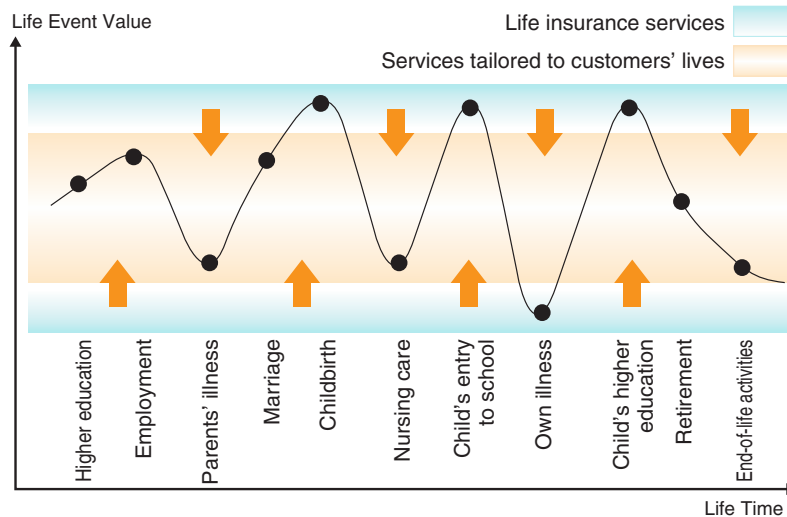 Life Event Value
Life insurance services
Services tailored to customers’ lives
Higher education
Employment
Parents’ illness
Marriage
Childbirth
Nursing care
Child’s entry
to school
Own illness
Child’s higher
education
Retirement
End-of-life activities
Life Time